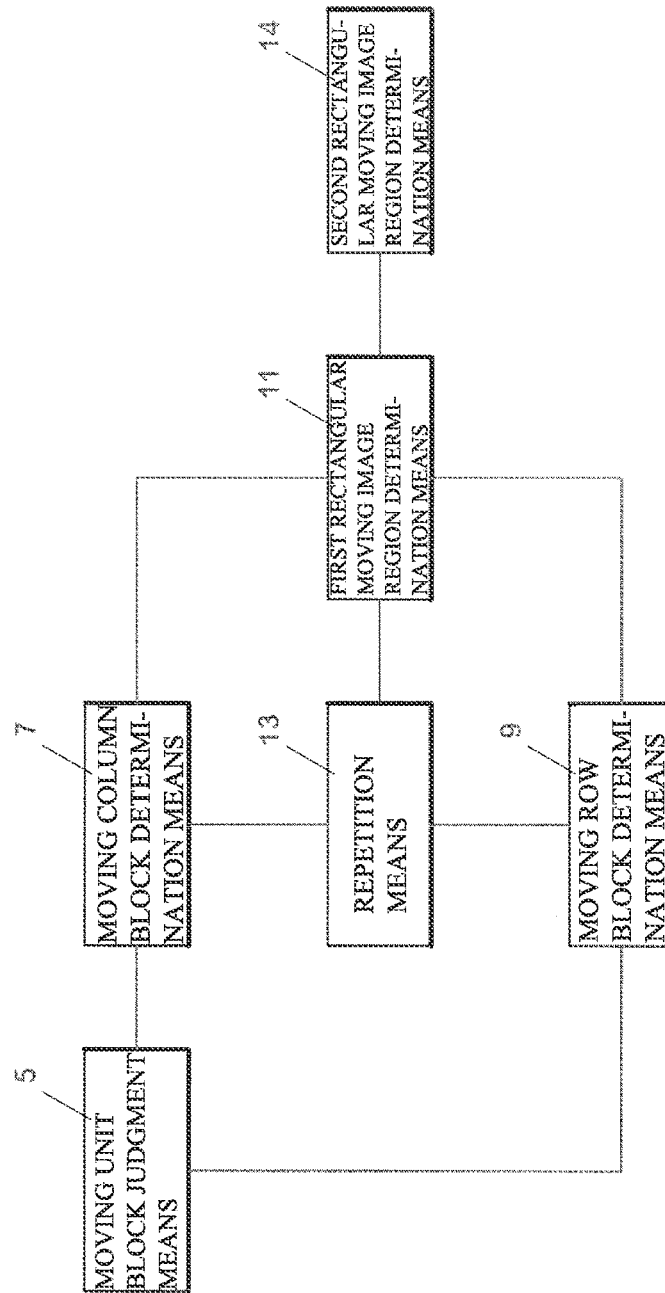 5
MOVING UNIT
BLOCK JUDGMENT
MEANS
7
MOVING COLUMN
BLOCK DETERMI-
NATION MEANS
13
REPETITION
MEANS
9
MOVING ROW
BLOCK DETERMI-
NATION MEANS
11
FIRST RECTANGULAR
MOVING IMAGE
REGION DETERMI-
NATION MEANS
14
SECOND RECTANGU-
LAR MOVING IMAGE
REGION DETERMI-
NATION MEANS